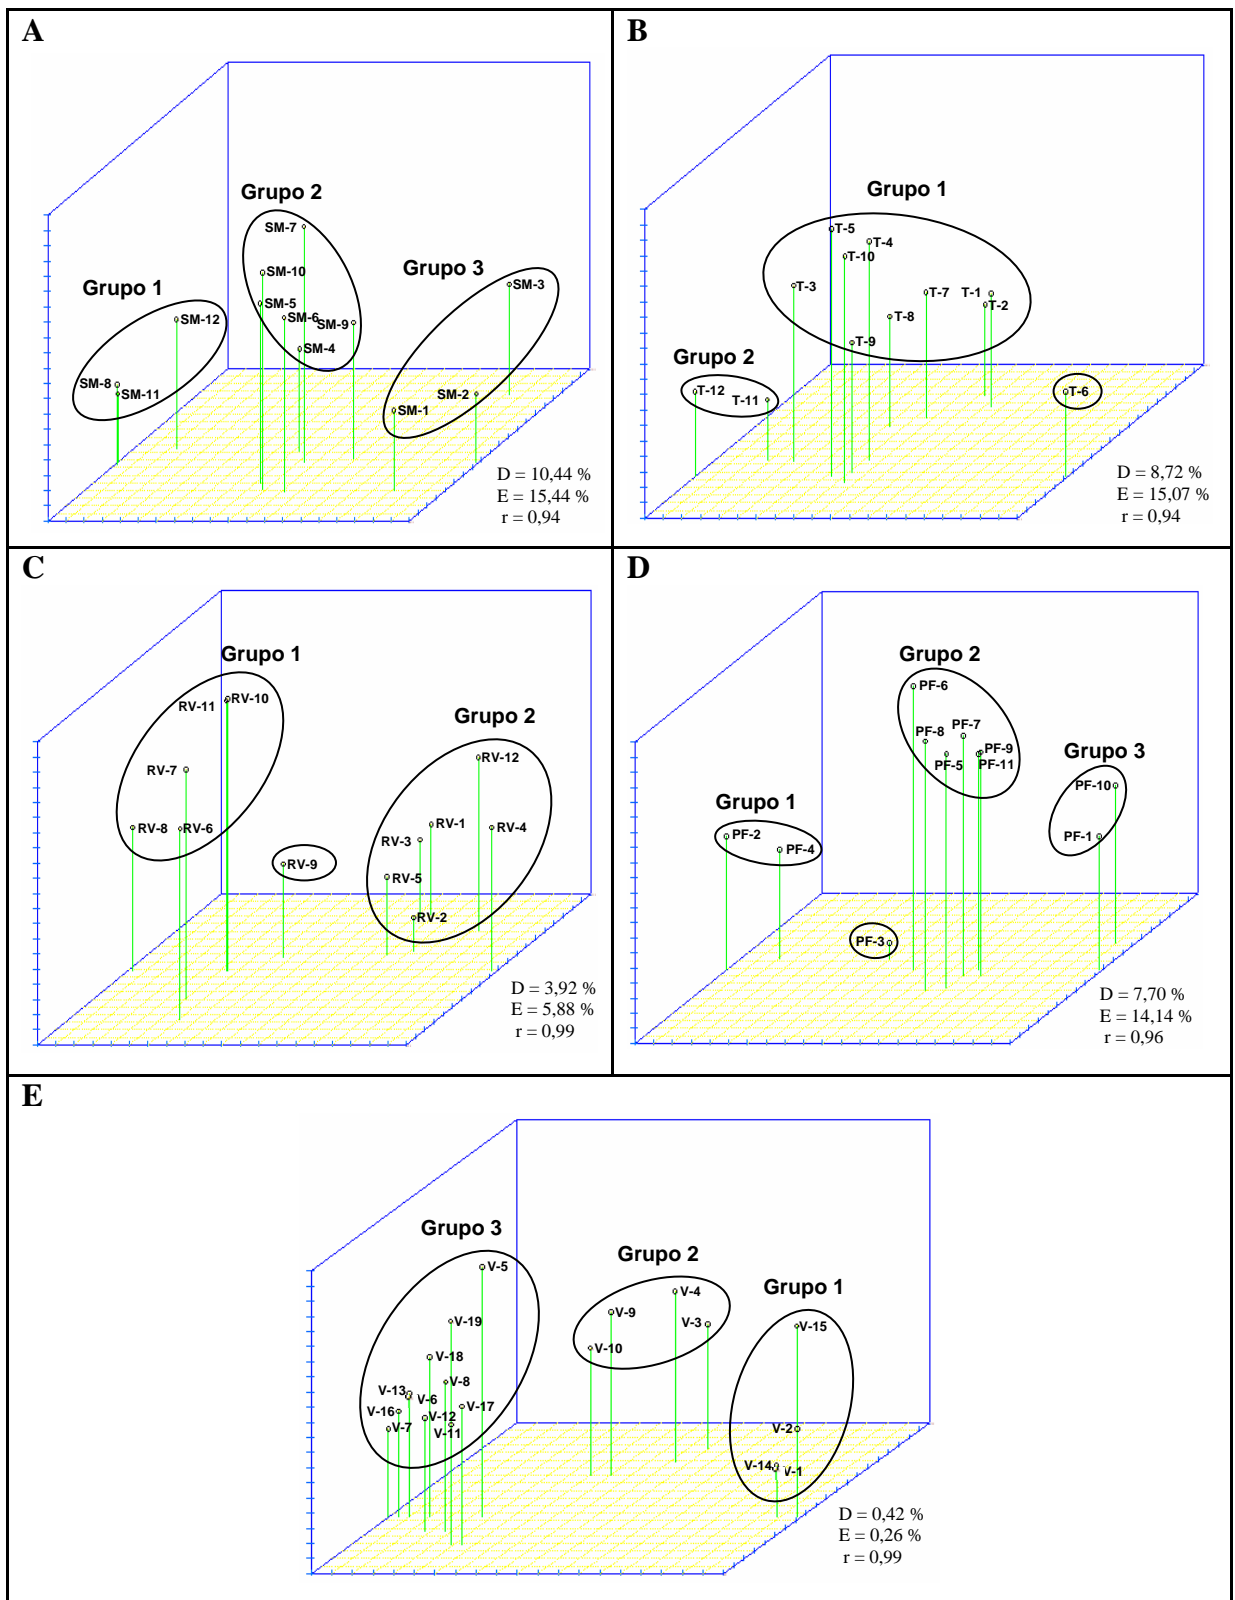 A
Grupo 2
SM-7
Grupo 3
SM-10
SM-3
Grupo 1
SM-5
SM-12
SM-6
SM-9
SM-4
SM-8
SM-11
SM-2
SM-1
D = 10,44 %
E = 15,44 %
r = 0,94
B
Grupo 1
T-5
T-4
T-10
T-3
T-7
T-1
T-2
T-8
T-9
Grupo 2
T-12
T-11
T-6
D = 8,72 %
E = 15,07 %
r = 0,94
C
Grupo 1
RV-11
RV-10
Grupo 2
RV-12
RV-7
RV-8
RV-6
RV-1
RV-4
RV-3
RV-9
RV-5
RV-2
D = 3,92 %
E = 5,88 %
r = 0,99
D
Grupo 2
PF-6
PF-7
PF-8
PF-9
Grupo 3
PF-5
PF-11
PF-10
Grupo 1
PF-2
PF-1
PF-4
PF-3
D = 7,70 %
E = 14,14 %
r = 0,96
E
Grupo 3
Grupo 2
V-5
Grupo 1
V-4
V-9
V-19
V-3
V-15
V-10
V-18
V-8
V-13
V-6
V-16
V-17
V-12
V-7
V-11
V-2
V-14
V-1
D = 0,42 %
E = 0,26 %
r = 0,99